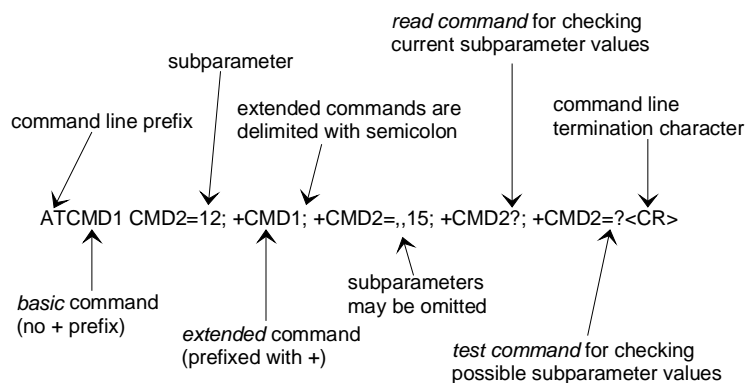 read command for checking
current subparameter values
subparameter
extended commands are
delimited with semicolon
command line
termination character
command line prefix
ATCMD1 CMD2=12; +CMD1; +CMD2=,,15; +CMD2?; +CMD2=?<CR>
basic command
(no + prefix)
extended command
(prefixed with +)
subparameters
may be omitted
test command for checking
possible subparameter values